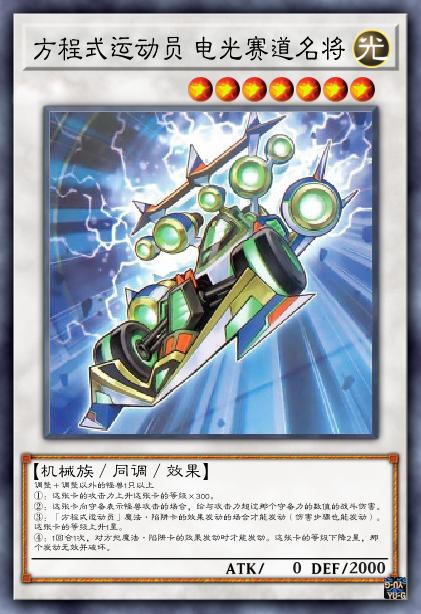 方程式运动员 电光赛道名将 光
【机械族／同调／效果】
调整＋调整以外的怪兽1只以上
①：这张卡的攻击力上升这张卡的等级×300。
②：这张卡向守备表示怪兽攻击的场合，给与攻击力超过那个守备力的数值的战斗伤害。
③：「方程式运动员」魔法·陷阱卡的效果发动的场合才能发动（伤害步骤也能发动）。
这张卡的等级上升1星。
④：1回合1次，对方把魔法·陷阱卡的效果发动时才能发动。这张卡的等级下降2星，那
个发动无效并破坏。
ATK/ 0 DEF/2000